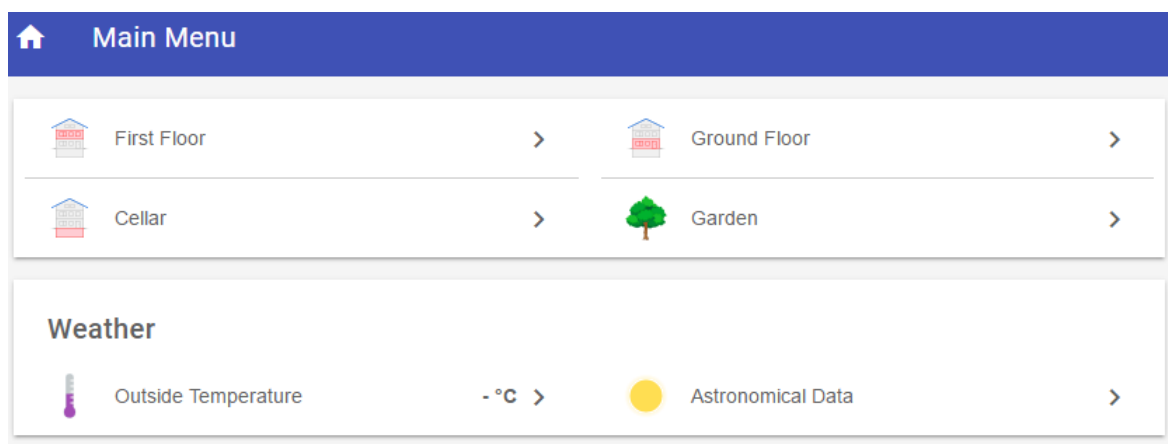 Main Menu
First Floor
Ground Floor
Cellar
Garden
Weather
Outside Temperature - °C
Astronomical Data